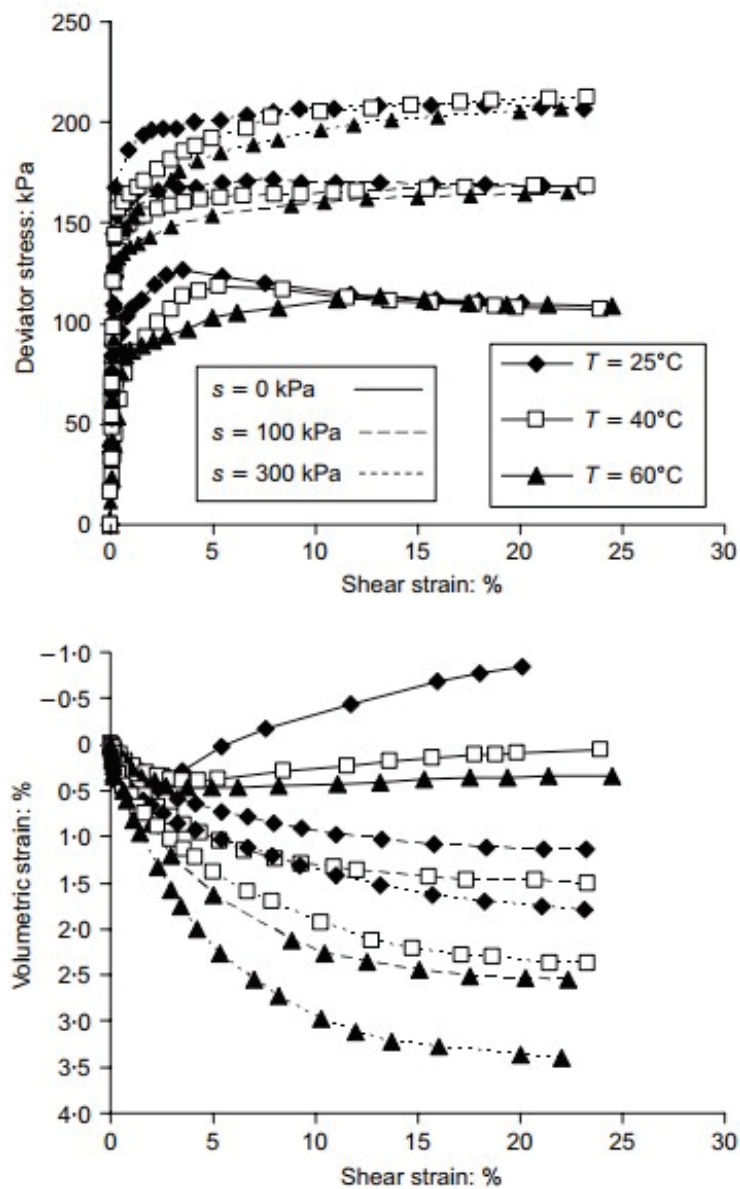 250
200
150
100
50
0
Deviator stress: kPa
s = 0 kPa
s = 100 kPa
s = 300 kPa
T = 25°C
T = 40°C
T = 60°C
0 5 10 15 20 25 30
Shear strain: %
−1·0
−0·5
0
0·5
1·0
1·5
2·0
2·5
3·0
3·5
4·0
Volumetric strain: %
0 5 10 15 20 25 30
Shear strain: %